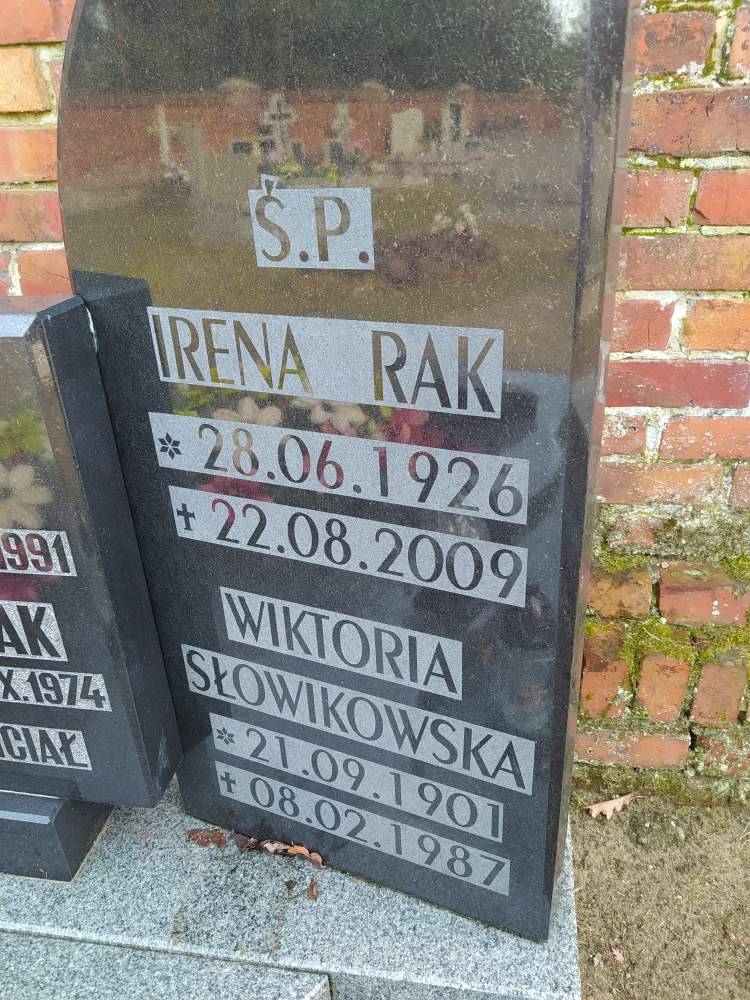 Ś.P.
IRENA RAK
* 28.06.1926
✝ 22.08.2009
WIKTORIA
SŁOWIKOWSKA
* 21.09.1901
✝ 08.02.1987
1991
AK
X.1974
CIAŁ